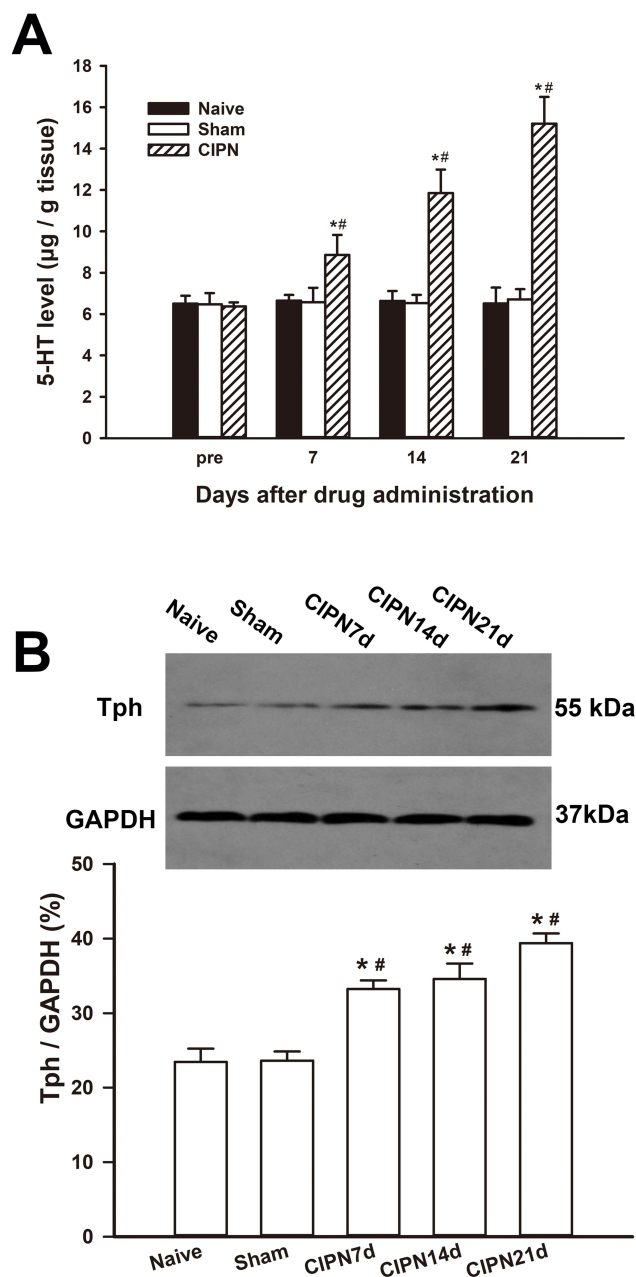 A
18
16
14
12
10
8
6
4
2
0
5-HT level (µg / g tissue)
Naive
Sham
CIPN
*#
*#
*#
pre 7 14 21
Days after drug administration
B
Naive Sham CIPN7d CIPN14d CIPN21d
Tph 55 kDa
GAPDH 37kDa
50
40
30
20
10
0
Tph / GAPDH (%)
* #
* #
* #
Naive Sham CIPN7d CIPN14d CIPN21d